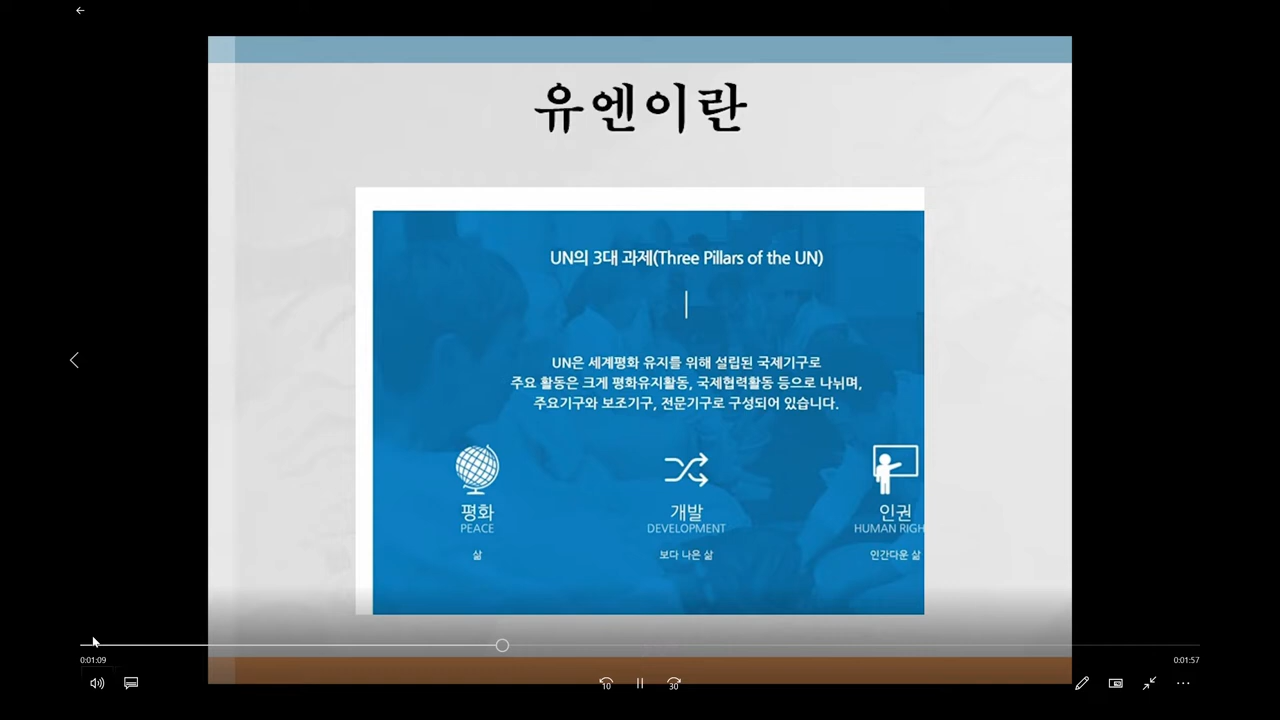 유엔이란
UN의 3대 과제(Three Pillars of the UN)
UN은 세계평화 유지를 위해 설립된 국제기구로
주요 활동은 크게 평화유지활동, 국제협력활동 등으로 나뉘며,
주요기구와 보조기구, 전문기구로 구성되어 있습니다.
평화 개발 인권
PEACE DEVELOPMENT HUMAN RIGH
삶 보다 나은 삶 인간다운 삶
0:01:09 0:01:57
10 30